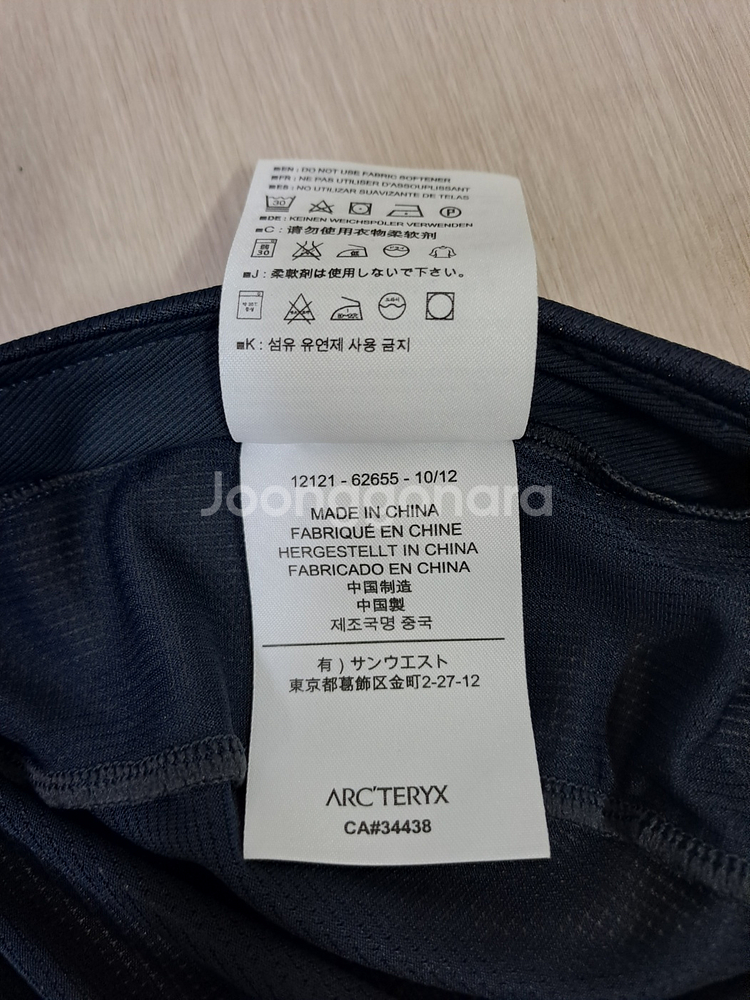 ■EN : DO NOT USE FABRIC SOFTENER
■FR : NE PAS UTILISER D'ASSOUPLISSANT
■ES : NO UTILIZAR SUAVIZANTE DE TELAS
30
P
■DE : KEINEN WEICHSPÜLER VERWENDEN
■C : 请勿使用衣物柔软剂
30
■J : 柔軟剤は使用しないで下さい。
■K : 섬유 유연제 사용 금지
12121 - 62655 - 10/12
Joonggonara
MADE IN CHINA
FABRIQUÉ EN CHINE
HERGESTELLT IN CHINA
FABRICADO EN CHINA
中国制造
中国製
제조국명 중국
有）サンウエスト
東京都葛飾区金町2-27-12
ARC'TERYX
CA#34438